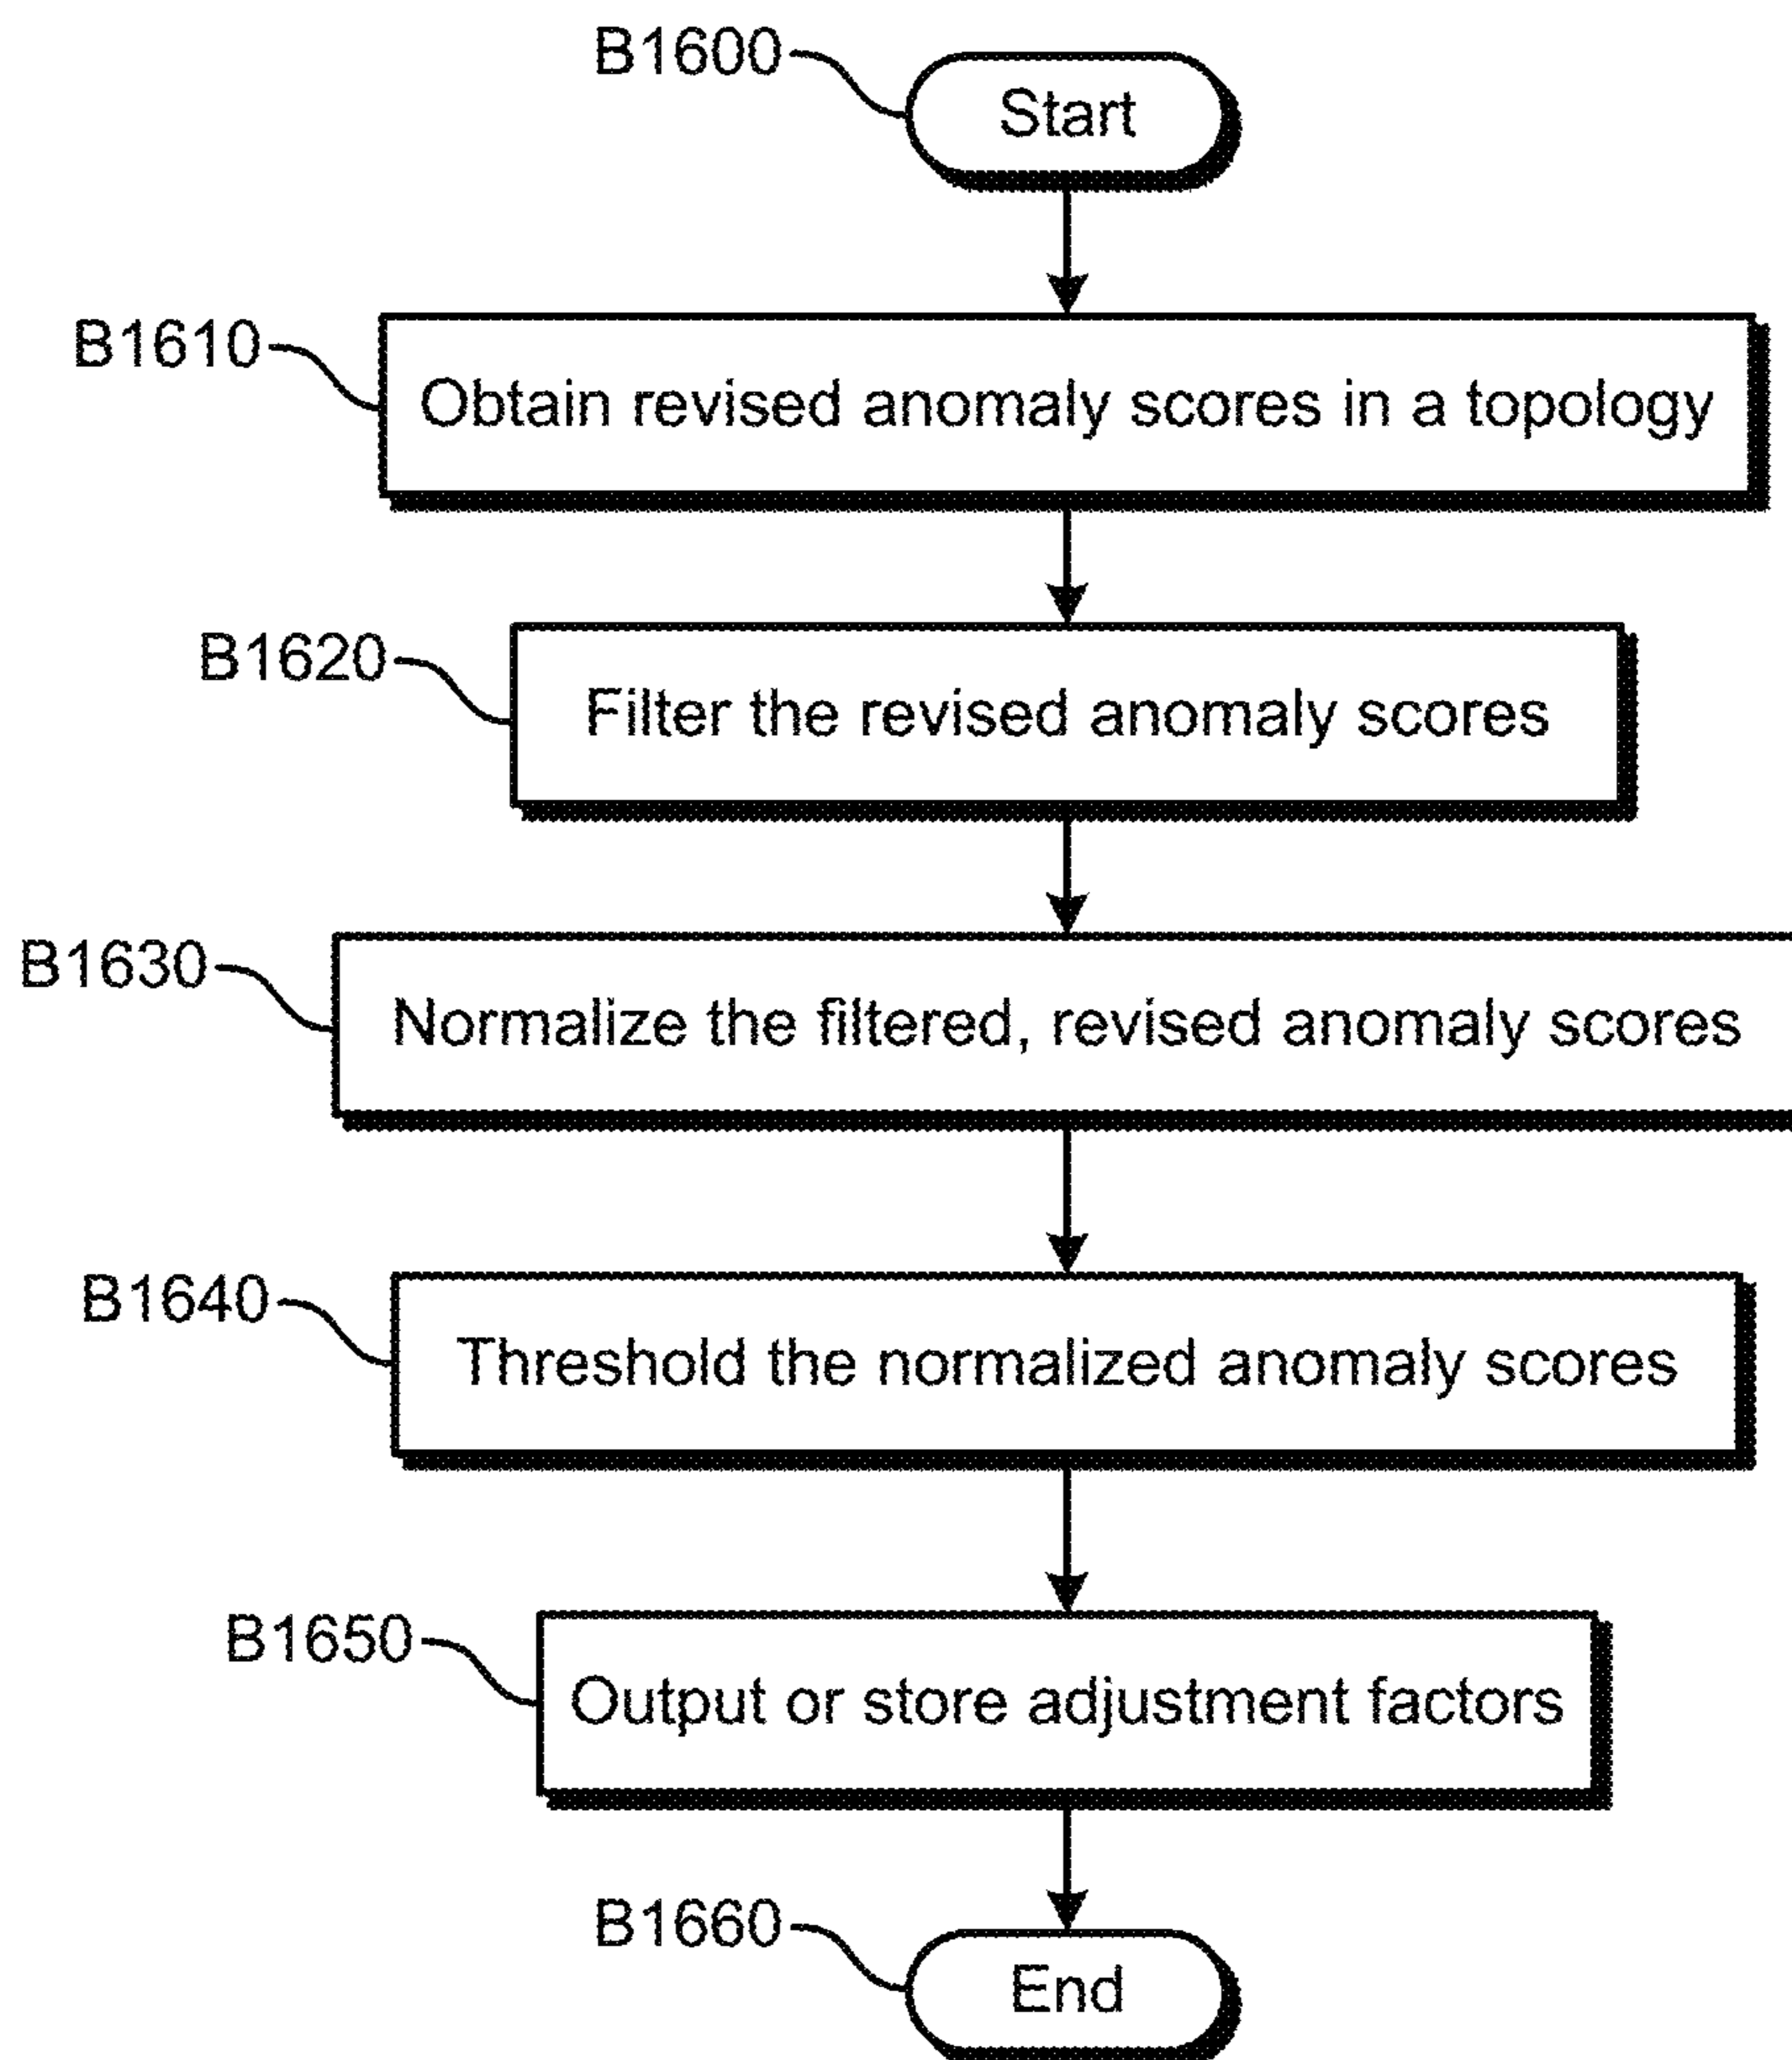 B1600
Start
B1610
Obtain revised anomaly scores in a topology
B1620
Filter the revised anomaly scores
B1630
Normalize the filtered, revised anomaly scores
B1640
Threshold the normalized anomaly scores
B1650
Output or store adjustment factors
B1660
End